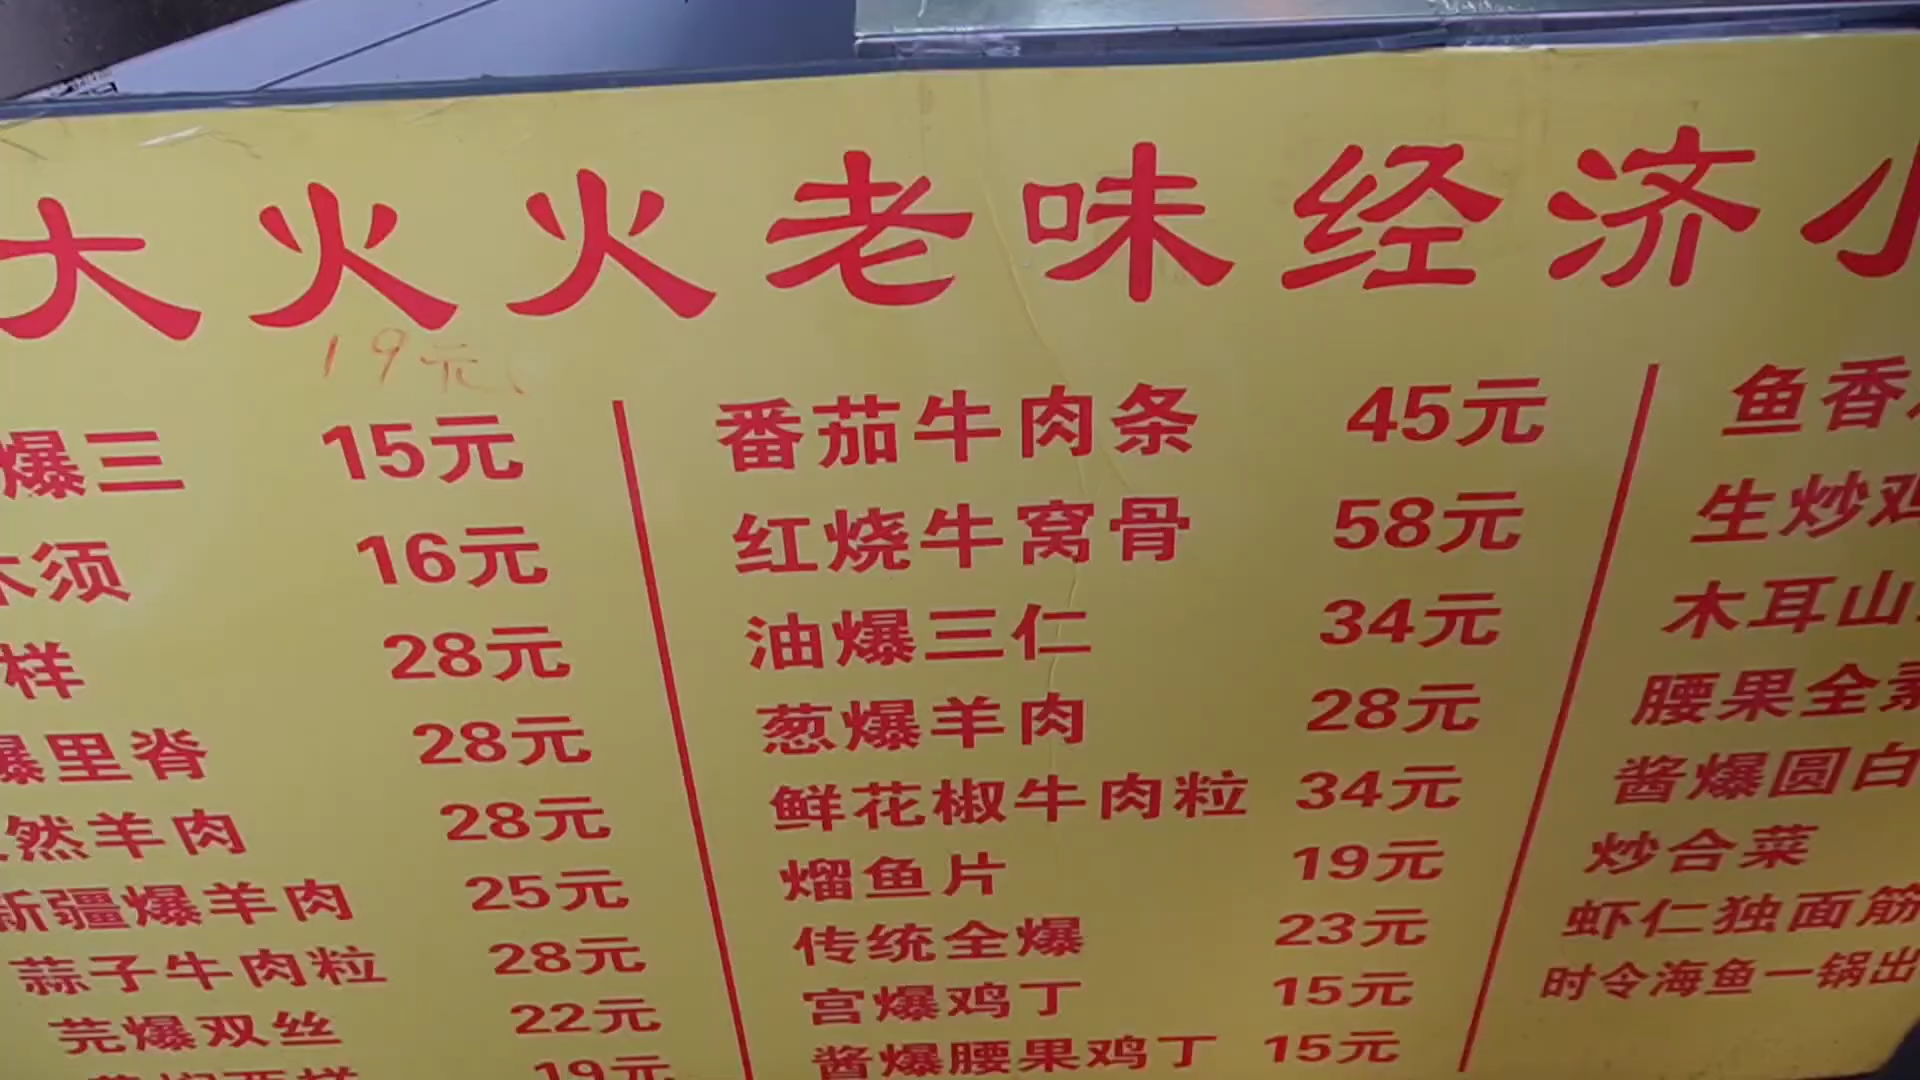 大火火老味经济小
19元
爆三 15元
木须 16元
样 28元
爆里脊 28元
然羊肉 28元
新疆爆羊肉 25元
蒜子牛肉粒 28元
芫爆双丝 22元
19元
番茄牛肉条 45元
红烧牛窝骨 58元
油爆三仁 34元
葱爆羊肉 28元
鲜花椒牛肉粒 34元
熘鱼片 19元
传统全爆 23元
宫爆鸡丁 15元
酱爆腰果鸡丁 15元
鱼香
生炒鸡
木耳山
腰果全素
酱爆圆白
炒合菜
虾仁独面筋
时令海鱼一锅出